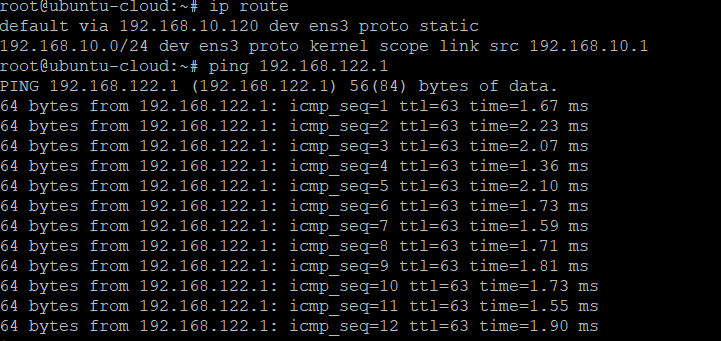 root@ubuntu-cloud:~# ip route
default via 192.168.10.120 dev ens3 proto static
192.168.10.0/24 dev ens3 proto kernel scope link src 192.168.10.1
root@ubuntu-cloud:~# ping 192.168.122.1
PING 192.168.122.1 (192.168.122.1) 56(84) bytes of data.
64 bytes from 192.168.122.1: icmp_seq=1 ttl=63 time=1.67 ms
64 bytes from 192.168.122.1: icmp_seq=2 ttl=63 time=2.23 ms
64 bytes from 192.168.122.1: icmp_seq=3 ttl=63 time=2.07 ms
64 bytes from 192.168.122.1: icmp_seq=4 ttl=63 time=1.36 ms
64 bytes from 192.168.122.1: icmp_seq=5 ttl=63 time=2.10 ms
64 bytes from 192.168.122.1: icmp_seq=6 ttl=63 time=1.73 ms
64 bytes from 192.168.122.1: icmp_seq=7 ttl=63 time=1.59 ms
64 bytes from 192.168.122.1: icmp_seq=8 ttl=63 time=1.71 ms
64 bytes from 192.168.122.1: icmp_seq=9 ttl=63 time=1.81 ms
64 bytes from 192.168.122.1: icmp_seq=10 ttl=63 time=1.73 ms
64 bytes from 192.168.122.1: icmp_seq=11 ttl=63 time=1.55 ms
64 bytes from 192.168.122.1: icmp_seq=12 ttl=63 time=1.90 ms